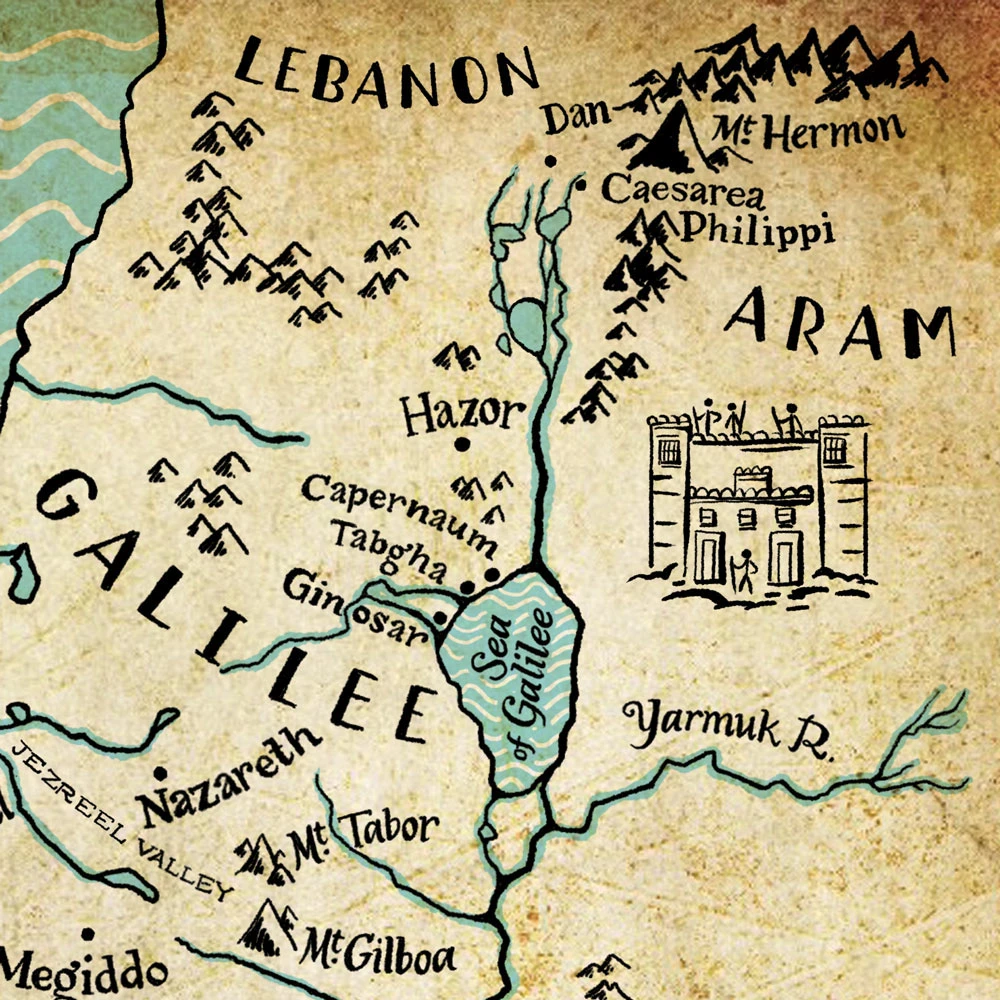 LEBANON
Dan
Mt. Hermon
Caesarea
Philippi
ARAM
Hazor
Capernaum
Tabgha
Ginosar
GALILEE
Sea
of Galilee
Yarmuk R.
Nazareth
JEZREEL VALLEY
Mt. Tabor
Mt. Gilboa
Megiddo